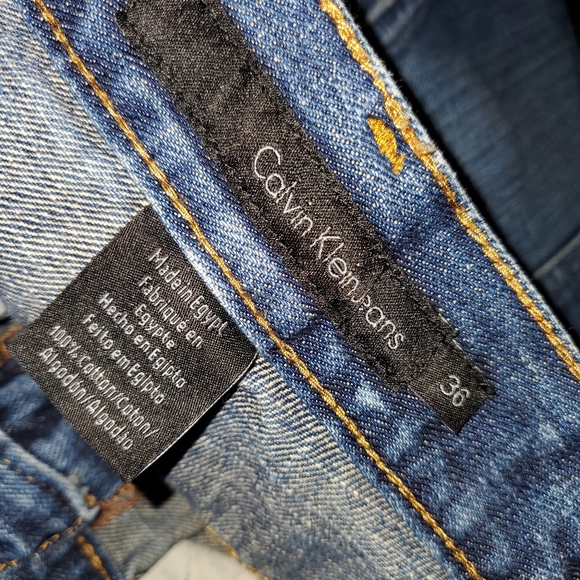 Calvin Klein Jeans
36
Made in Egypt
Fabriqué en
Egypte
Hecho en Egipto
Feito em Egipto
100% Cotton/Coton/
Algodón/Algodão